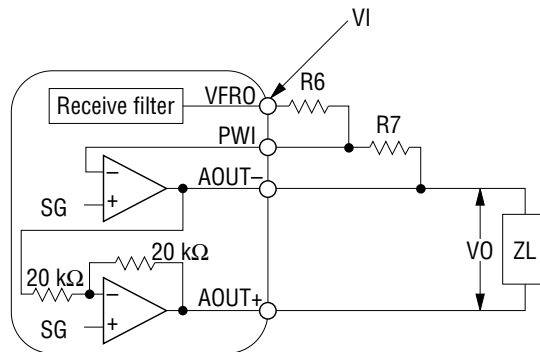 VI
VFRO
R6
Receive filter
PWI
R7
−
AOUT−
SG
+
20 kΩ
VO
ZL
20 kΩ
−
AOUT+
SG
+